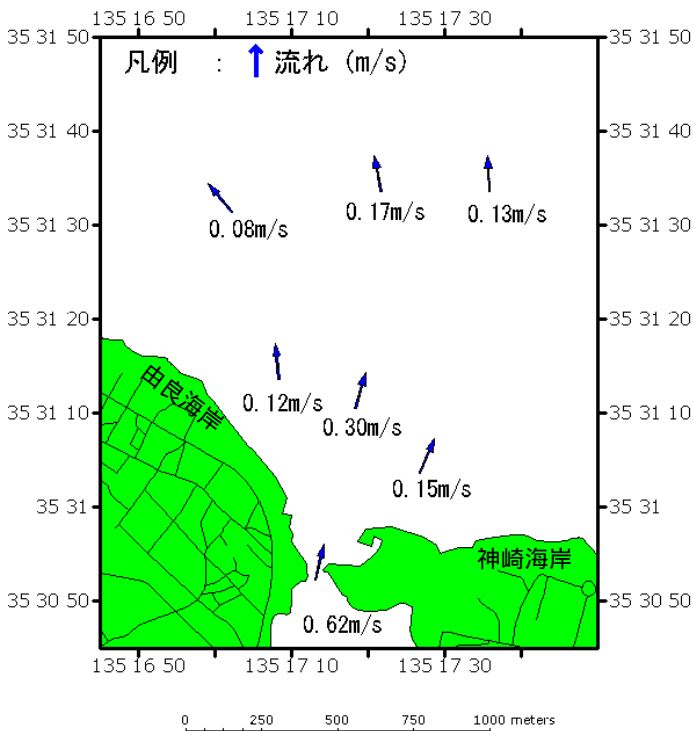 135 16 50 135 17 10 135 17 30
35 31 50 35 31 50
凡例 : 流れ (m/s)
35 31 40 35 31 40
0.17m/s 0.13m/s
35 31 30 0.08m/s 35 31 30
35 31 20 35 31 20
由良海岸
0.12m/s
35 31 10 35 31 10
0.30m/s
0.15m/s
35 31 35 31
神崎海岸
35 30 50 35 30 50
0.62m/s
135 16 50 135 17 10 135 17 30
0 250 500 750 1000 meters